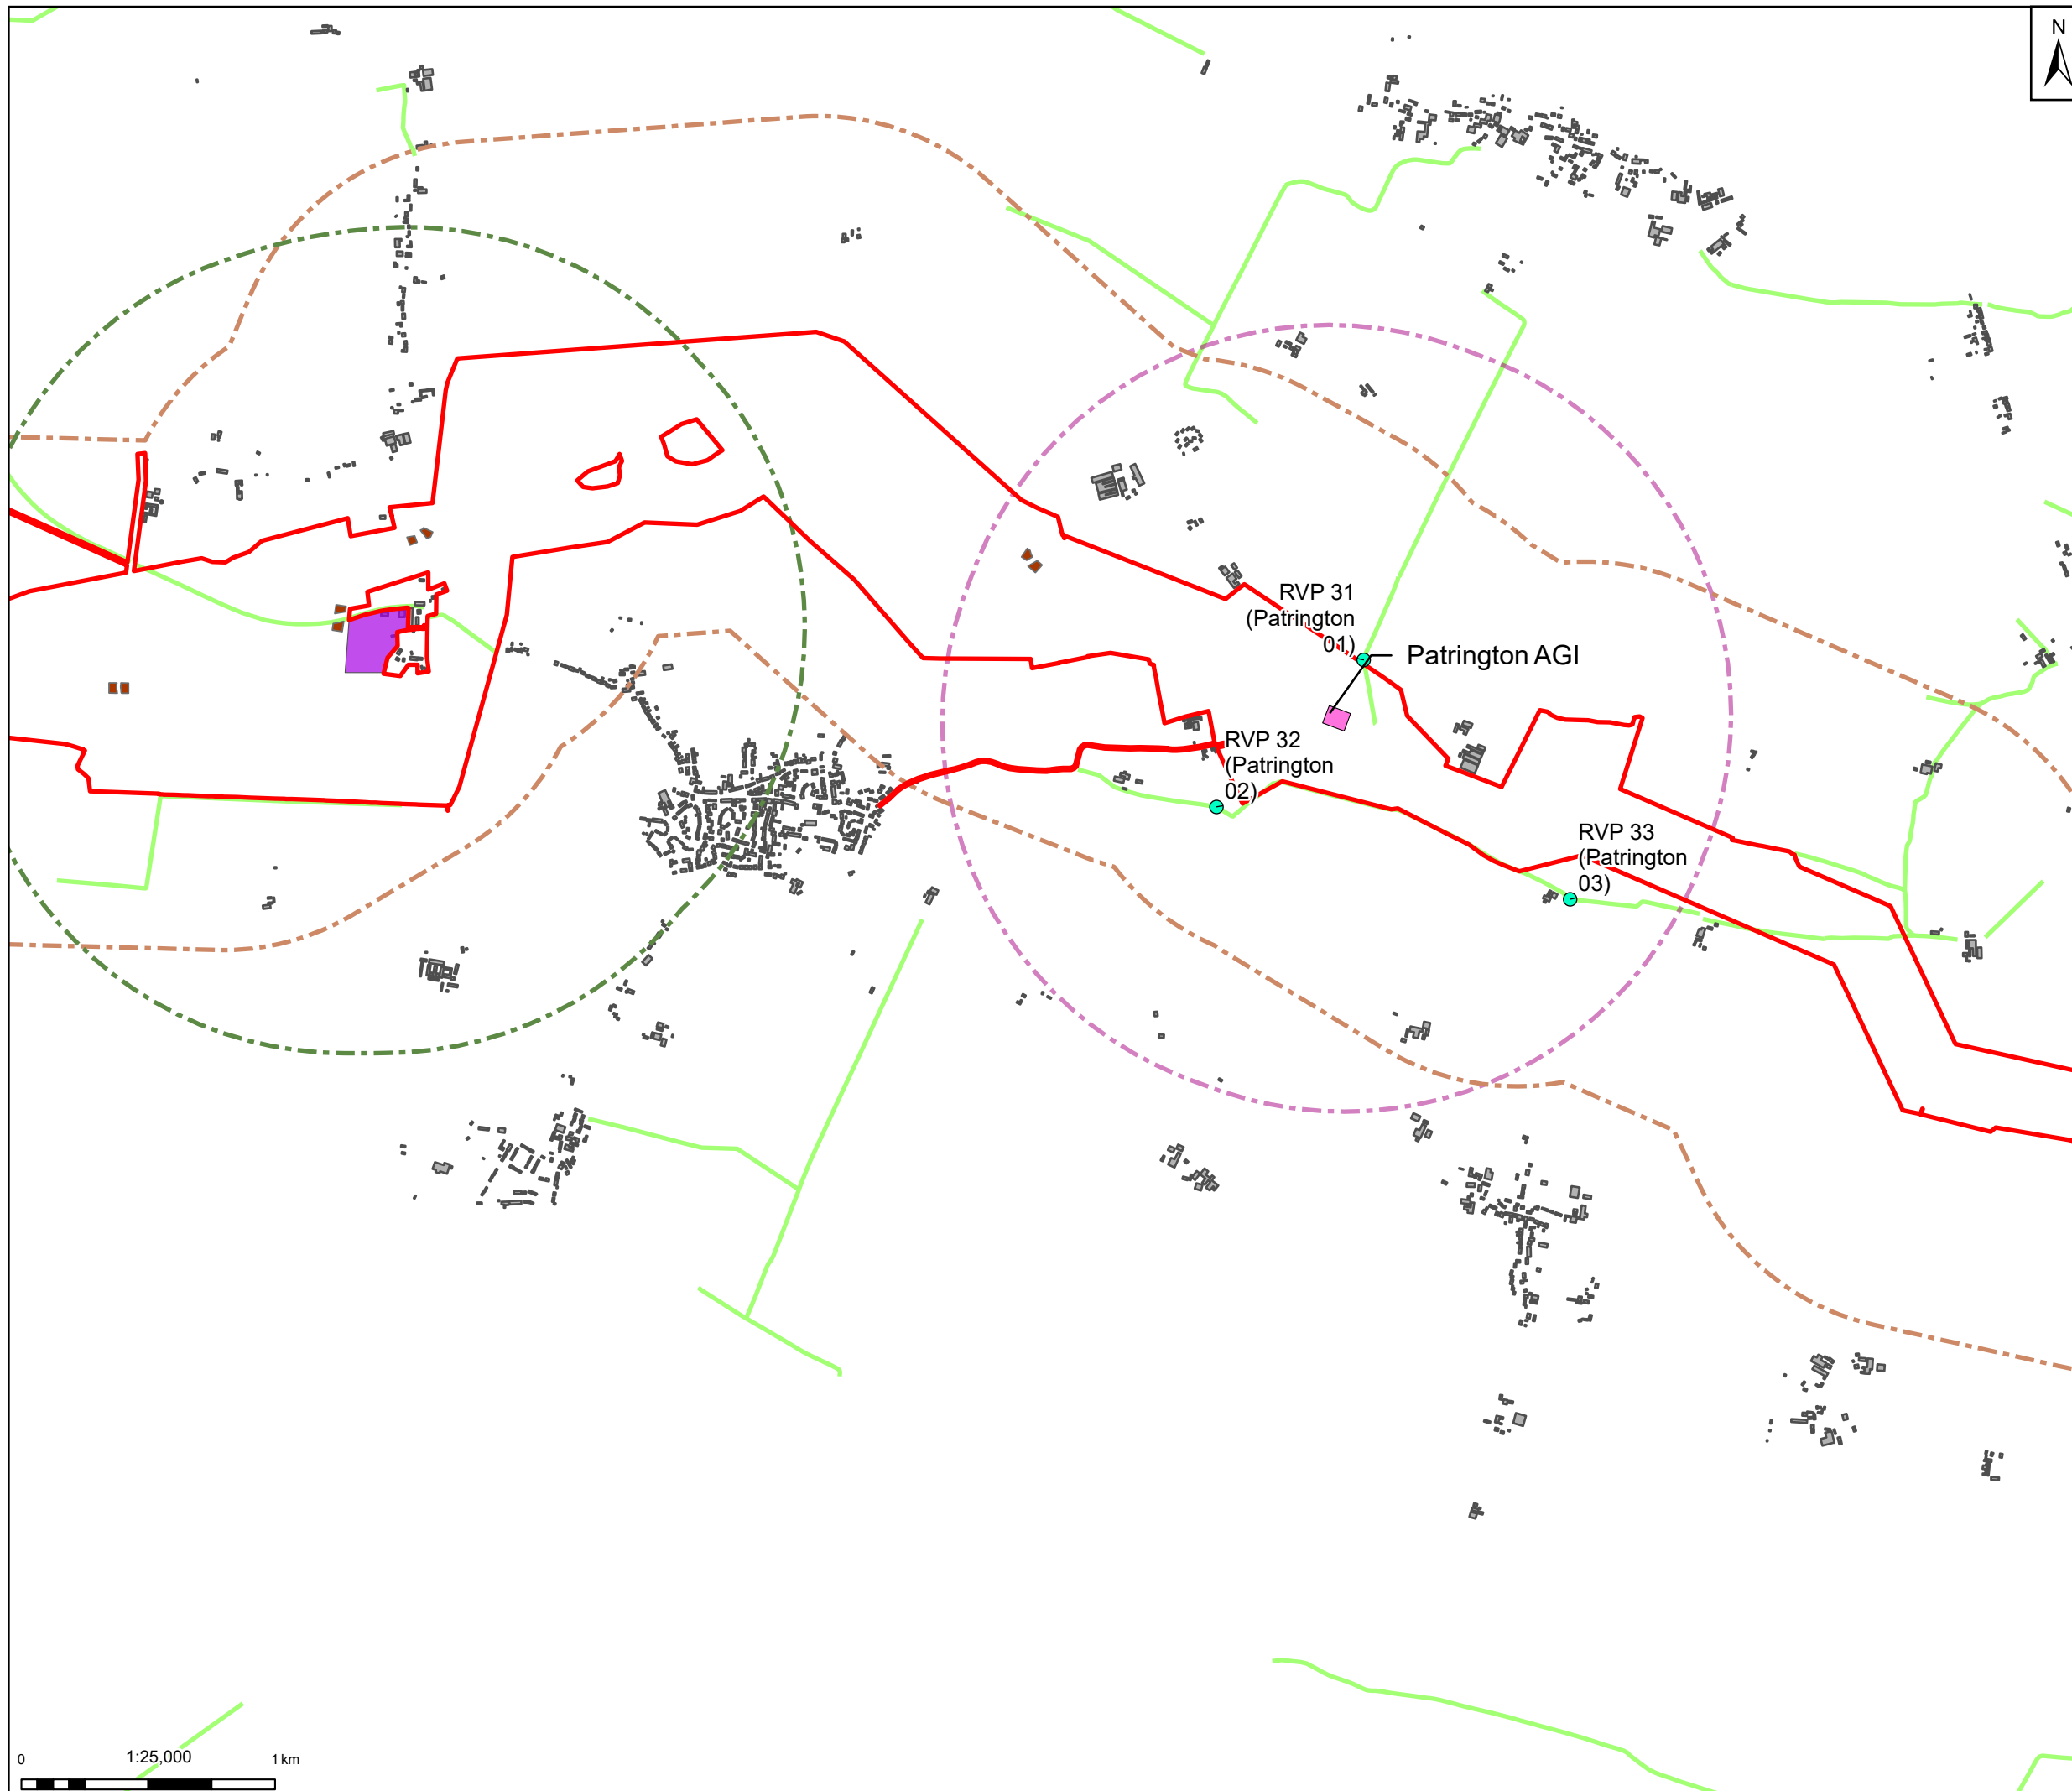 N
RVP 31
(Patrington
01)
Patrington AGI
RVP 32
(Patrington
02)
RVP 33
(Patrington
03)
0
1:25,000
1 km